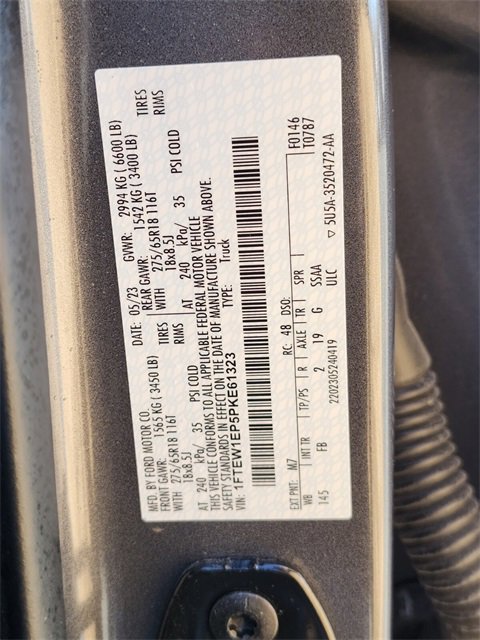 MFD. BY FORD MOTOR CO.
DATE: 05/23 GVWR: 2994 KG ( 6600 LB)
FRONT GAWR: 1565 KG ( 3450 LB) REAR GAWR: 1542 KG ( 3400 LB)
WITH 275/65R18 116T TIRES WITH 275/65R18 116T TIRES
18x8.5J RIMS 18x8.5J RIMS
AT 240 kPa/ 35 PSI COLD AT 240 kPa/ 35 PSI COLD
THIS VEHICLE CONFORMS TO ALL APPLICABLE FEDERAL MOTOR VEHICLE
SAFETY STANDARDS IN EFFECT ON THE DATE OF MANUFACTURE SHOWN ABOVE.
VIN: 1FTEW1EP5PKE61323 TYPE: Truck
F0146
T0787
EXT PNT: M7 RC: 48 DSO:
WB INT TR TP/PS R AXLE TR SPR
145 FB 2 19 G SSAA
ULC
2202305240419 ▽ 5U5A-3520472-AA